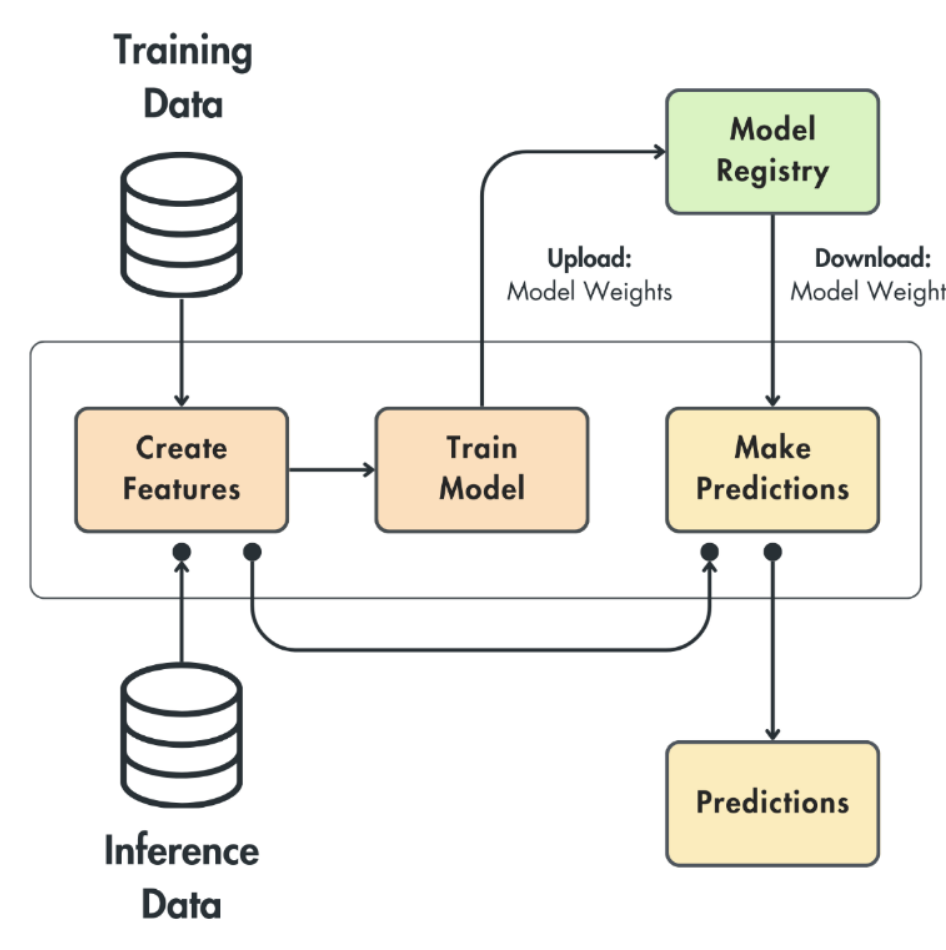 Training
Data
Model
Registry
Upload:
Model Weights
Download:
Model Weight
Create
Features
Train
Model
Make
Predictions
Predictions
Inference
Data